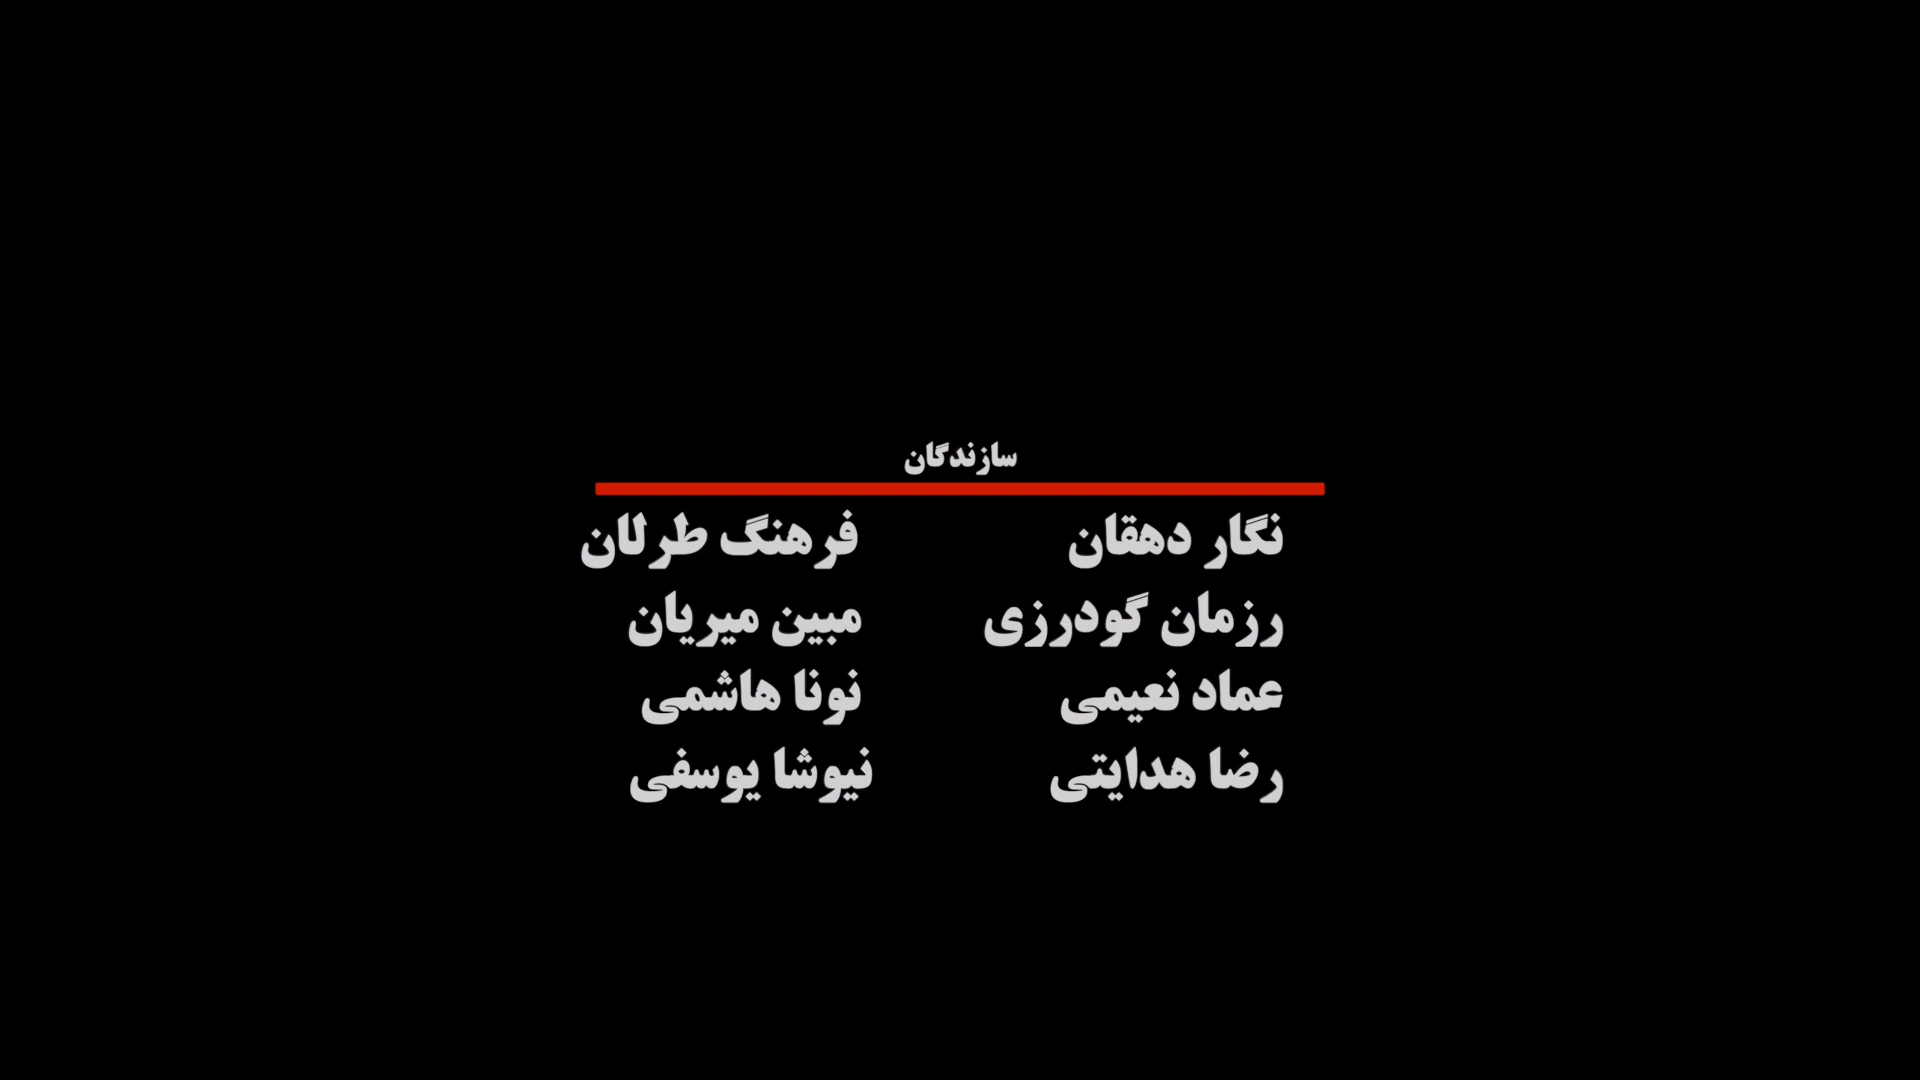 سازندگان
نگار دهقان فرهنگ طرلان
رزمان گودرزی مبین میریان
عماد نعیمی نونا هاشمی
رضا هدایتی نیوشا یوسفی